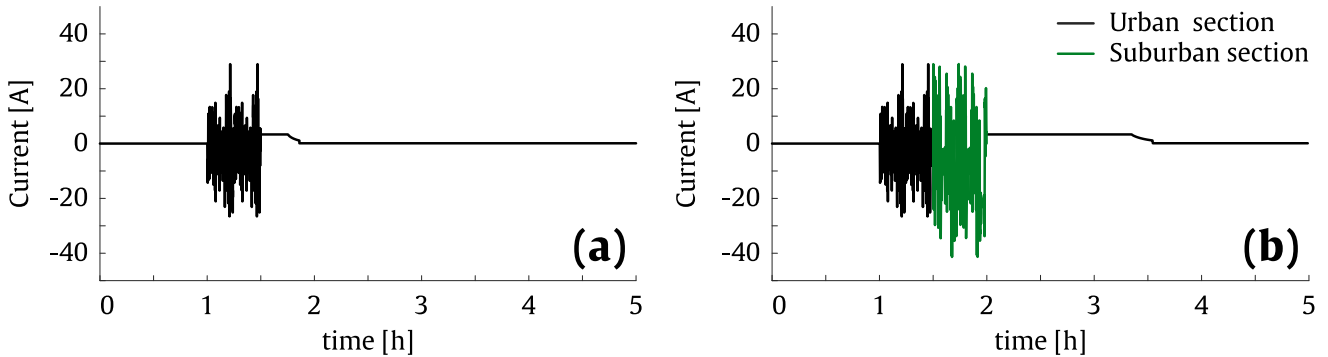 40
20
0
-20
-40
Current [A]
(a)
0 1 2 3 4 5
time [h]
Urban section
Suburban section
40
20
0
-20
-40
Current [A]
(b)
0 1 2 3 4 5
time [h]